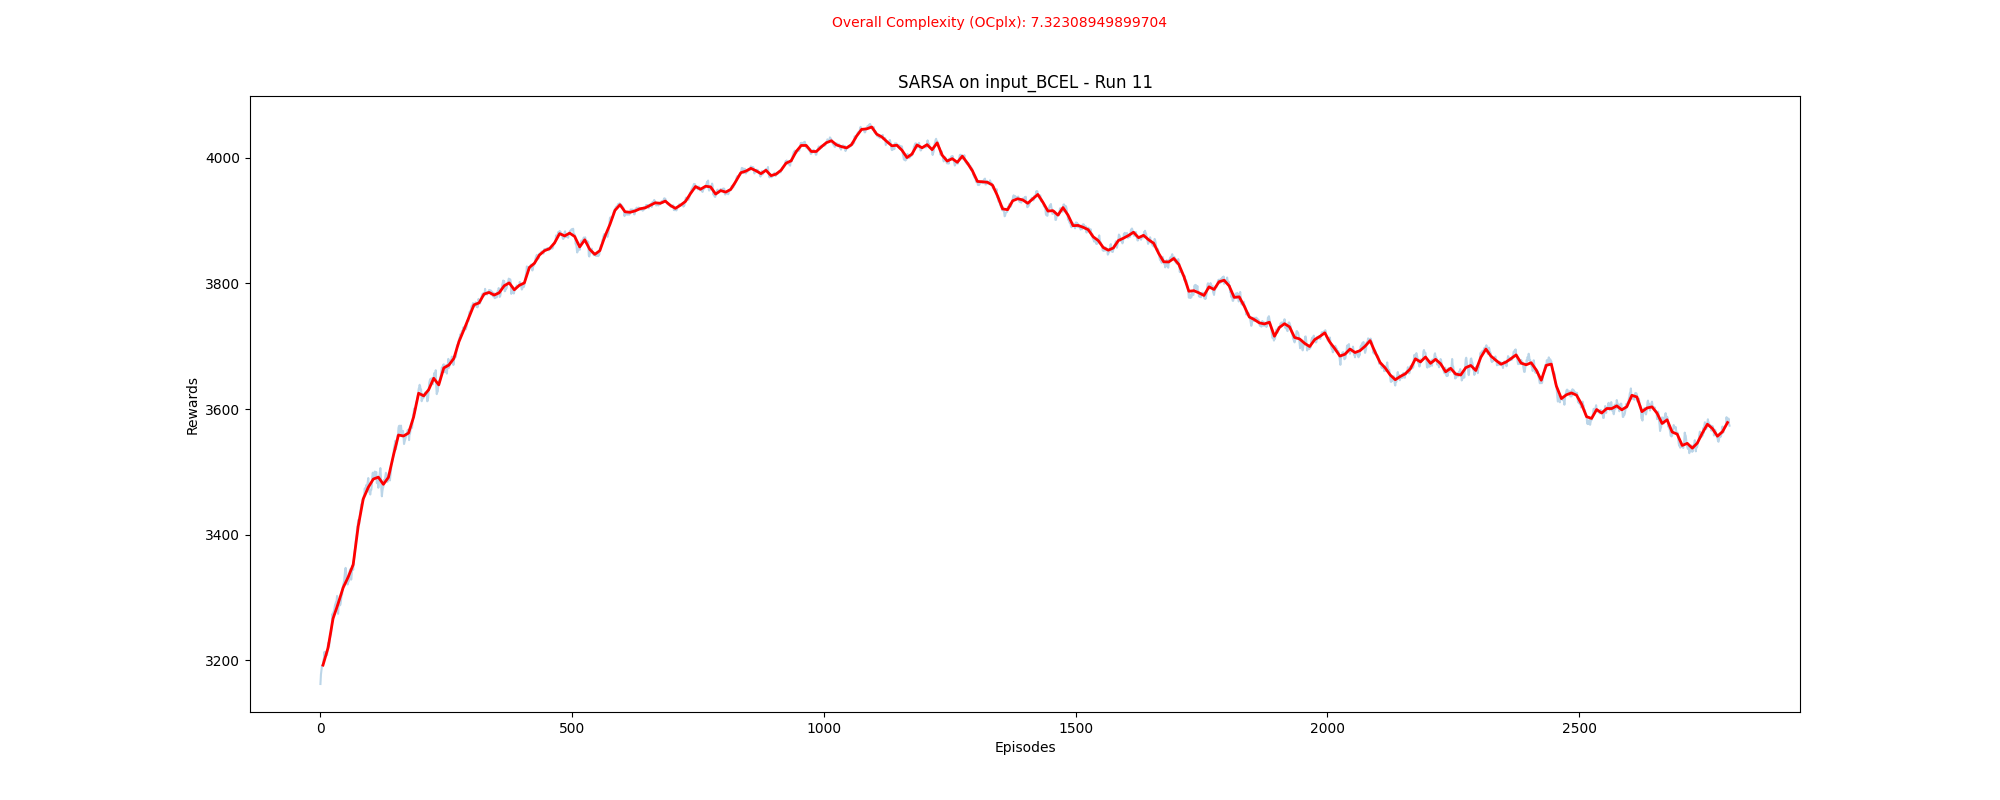 Overall Complexity (OCplx): 7.32308949899704
SARSA on input_BCEL - Run 11
4000
3800
3600
3400
3200
Rewards
0
500
1000
1500
2000
2500
Episodes